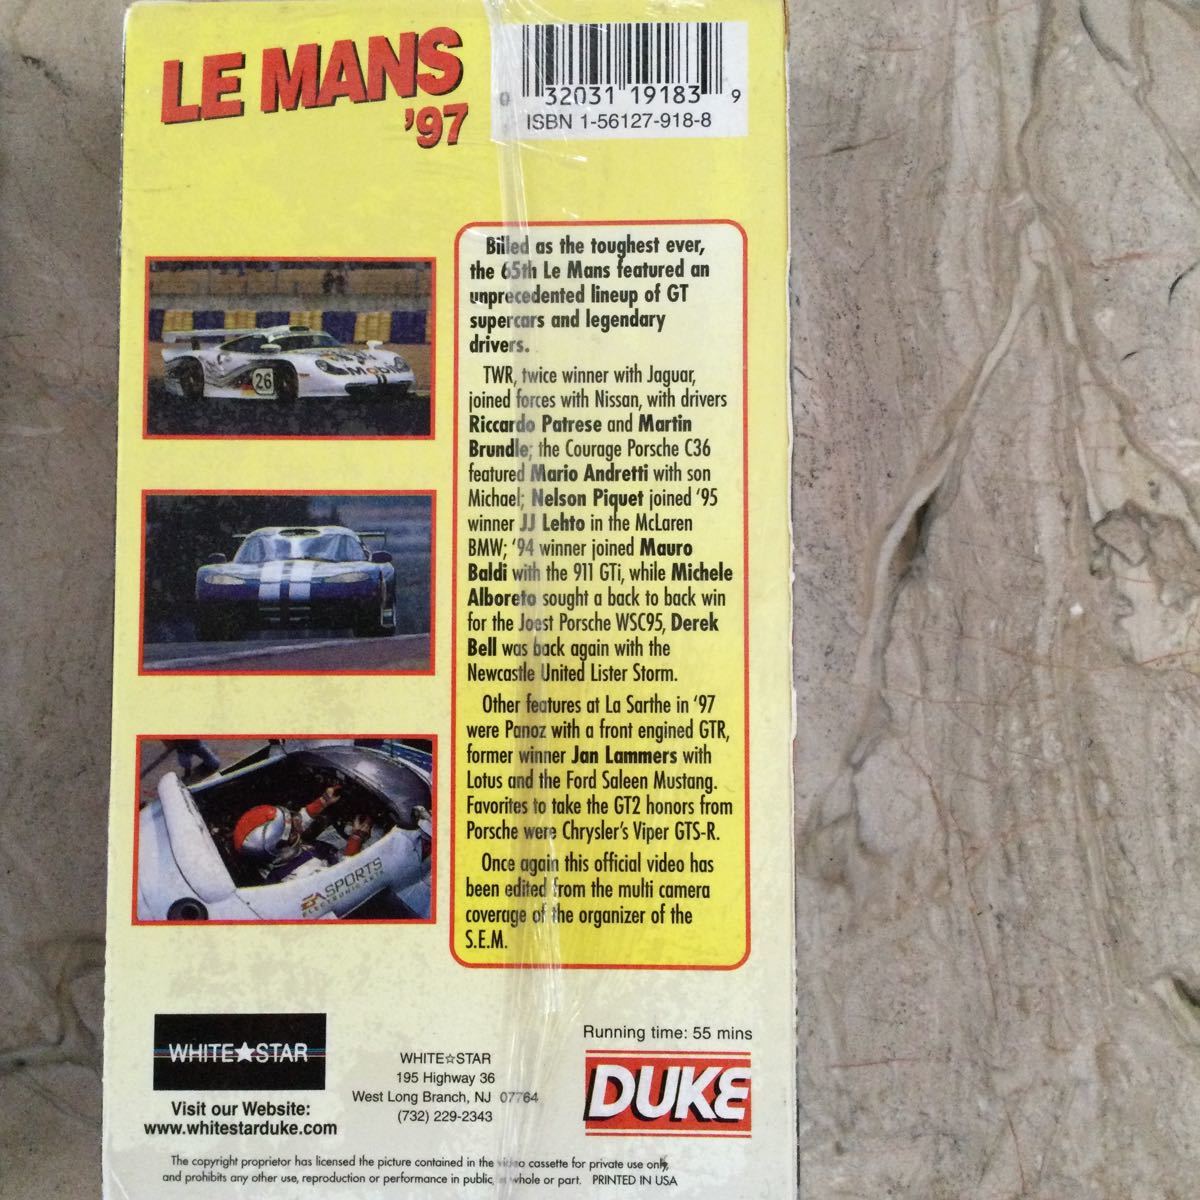 LE MANS
'97
0 32031 19183 9
ISBN 1-56127-918-8
Billed as the toughest ever,
the 65th Le Mans featured an
unprecedented lineup of GT
supercars and legendary
drivers.
TWR, twice winner with Jaguar,
joined forces with Nissan, with drivers
Riccardo Patrese and Martin
Brundle; the Courage Porsche C36
featured Mario Andretti with son
Michael; Nelson Piquet joined '95
winner JJ Lehto in the McLaren
BMW; '94 winner joined Mauro
Baldi with the 911 GTi, while Michele
Alboreto sought a back to back win
for the Joest Porsche WSC95, Derek
Bell was back again with the
Newcastle United Lister Storm.
Other features at La Sarthe in '97
were Panoz with a front engined GTR,
former winner Jan Lammers with
Lotus and the Ford Saleen Mustang.
Favorites to take the GT2 honors from
Porsche were Chrysler's Viper GTS-R.
Once again this official video has
been edited from the multi camera
coverage of the organizer of the
S.E.M.
26
Mobil
EA SPORTS
ELECTRONIC ARTS
Running time: 55 mins
DUKE
WHITE★STAR
Visit our Website:
www.whitestarduke.com
WHITE☆STAR
195 Highway 36
West Long Branch, NJ 07764
(732) 229-2343
The copyright proprietor has licensed the picture contained in the video cassette for private use only,
and prohibits any other use, reproduction or performance in public, in whole or part. PRINTED IN USA